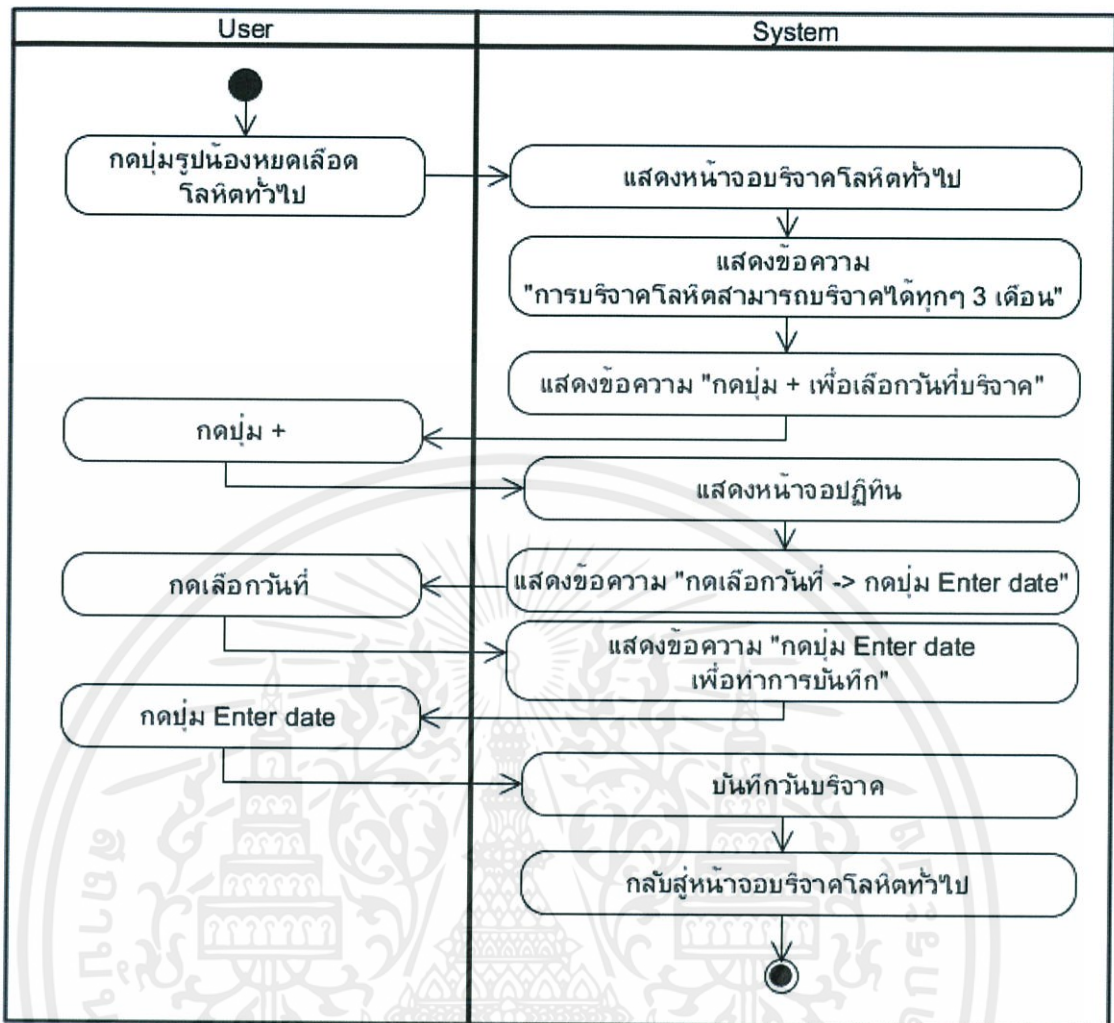 User
System
กดปุ่มรูปน้องหยดเลือด
โลหิตทั่วไป
แสดงหน้าจอบริจาคโลหิตทั่วไป
แสดงข้อความ
"การบริจาคโลหิตสามารถบริจาคได้ทุกๆ 3 เดือน"
แสดงข้อความ "กดปุ่ม + เพื่อเลือกวันที่บริจาค"
กดปุ่ม +
แสดงหน้าจอปฏิทิน
แสดงข้อความ "กดเลือกวันที่ -> กดปุ่ม Enter date"
กดเลือกวันที่
แสดงข้อความ "กดปุ่ม Enter date
เพื่อทำการบันทึก"
กดปุ่ม Enter date
บันทึกวันบริจาค
กลับสู่หน้าจอบริจาคโลหิตทั่วไป